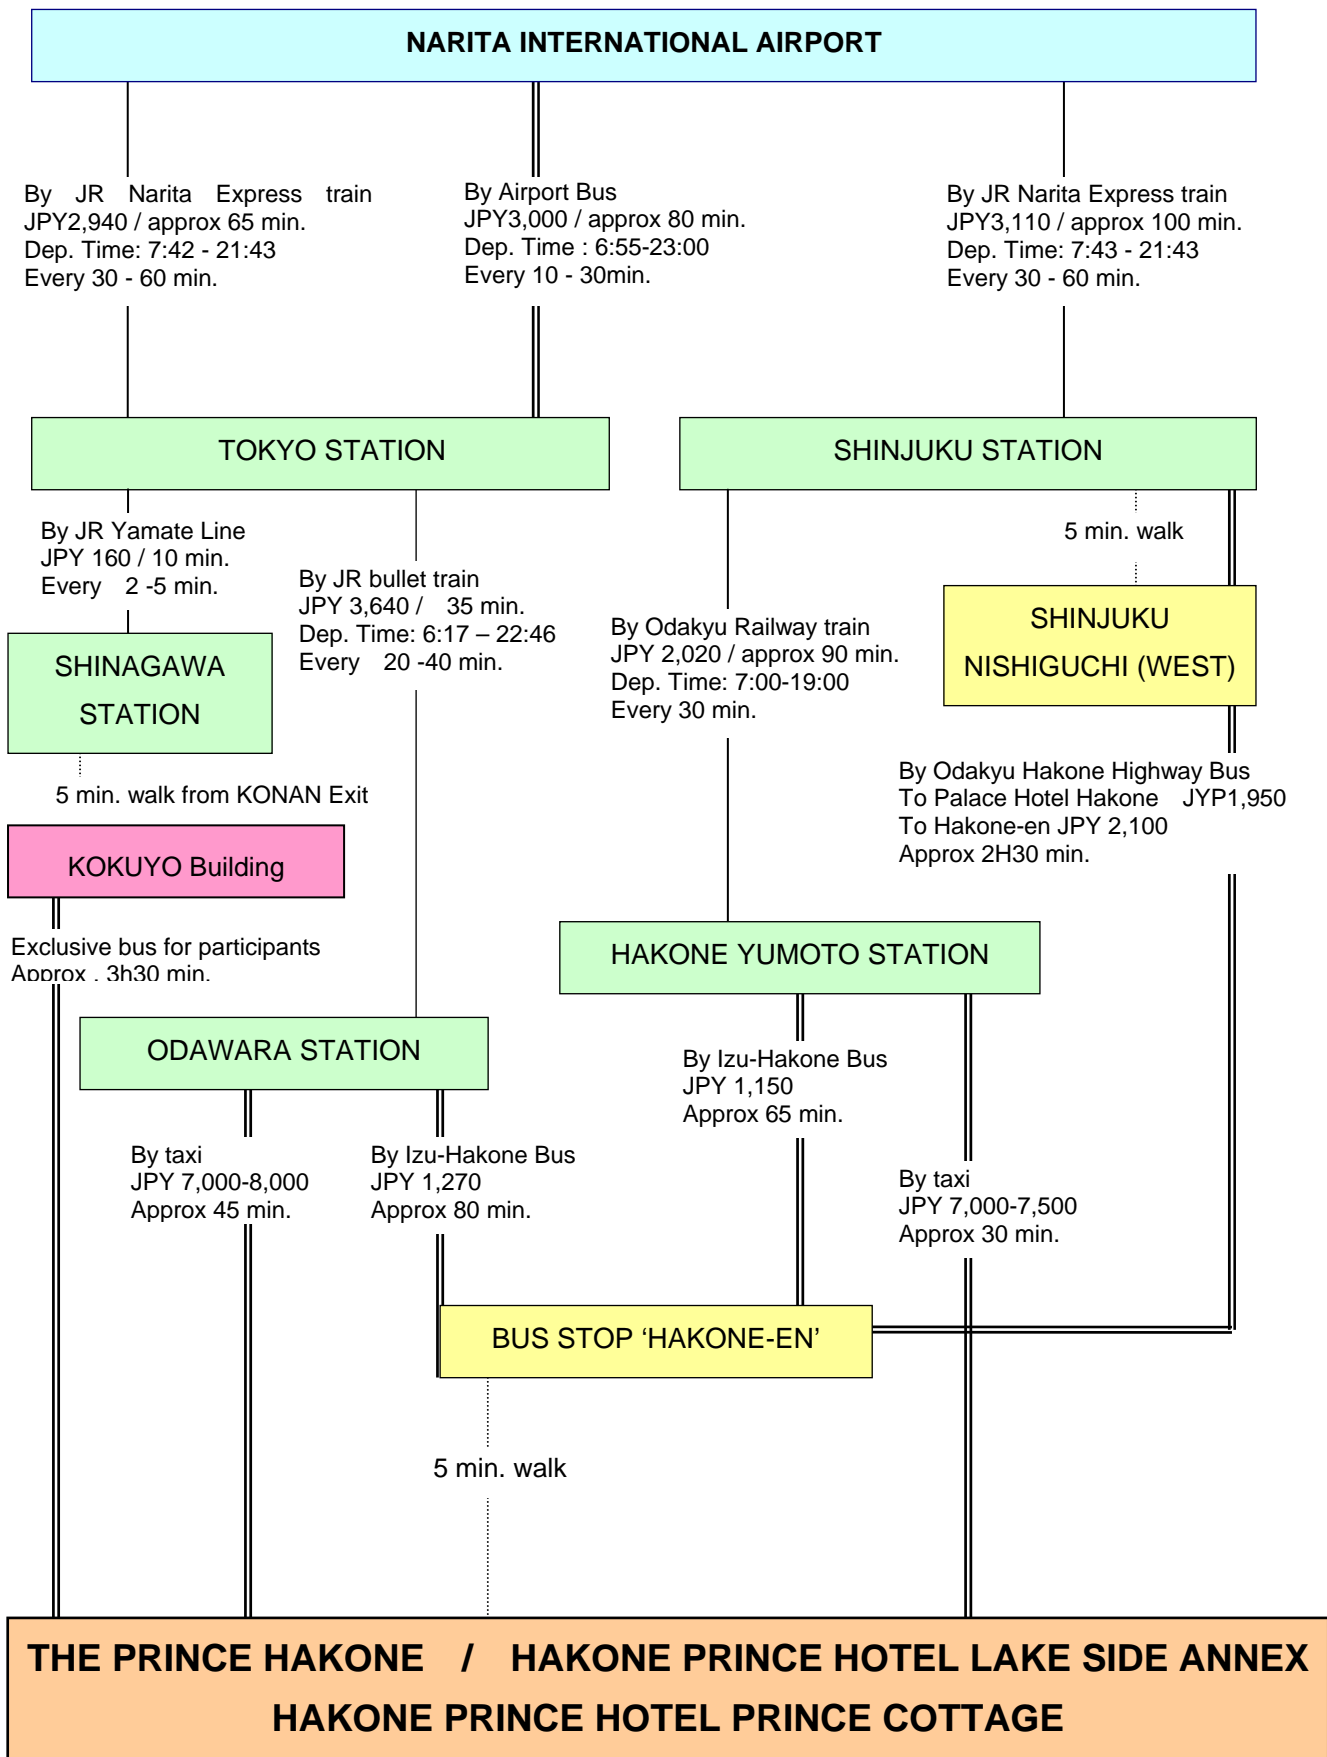 NARITA INTERNATIONAL AIRPORT
By JR Narita Express train
JPY2,940 / approx 65 min.
Dep. Time: 7:42 - 21:43
Every 30 - 60 min.
By Airport Bus
JPY3,000 / approx 80 min.
Dep. Time : 6:55-23:00
Every 10 - 30min.
By JR Narita Express train
JPY3,110 / approx 100 min.
Dep. Time: 7:43 - 21:43
Every 30 - 60 min.
TOKYO STATION
SHINJUKU STATION
By JR Yamate Line
JPY 160 / 10 min.
Every 2 -5 min.
By JR bullet train
JPY 3,640 / 35 min.
Dep. Time: 6:17 – 22:46
Every 20 -40 min.
5 min. walk
By Odakyu Railway train
JPY 2,020 / approx 90 min.
Dep. Time: 7:00-19:00
Every 30 min.
SHINJUKU
NISHIGUCHI (WEST)
SHINAGAWA
STATION
5 min. walk from KONAN Exit
By Odakyu Hakone Highway Bus
To Palace Hotel Hakone JYP1,950
To Hakone-en JPY 2,100
Approx 2H30 min.
KOKUYO Building
Exclusive bus for participants
Approx . 3h30 min.
HAKONE YUMOTO STATION
ODAWARA STATION
By Izu-Hakone Bus
JPY 1,150
Approx 65 min.
By taxi
JPY 7,000-8,000
Approx 45 min.
By Izu-Hakone Bus
JPY 1,270
Approx 80 min.
By taxi
JPY 7,000-7,500
Approx 30 min.
BUS STOP ‘HAKONE-EN’
5 min. walk
THE PRINCE HAKONE / HAKONE PRINCE HOTEL LAKE SIDE ANNEX
HAKONE PRINCE HOTEL PRINCE COTTAGE